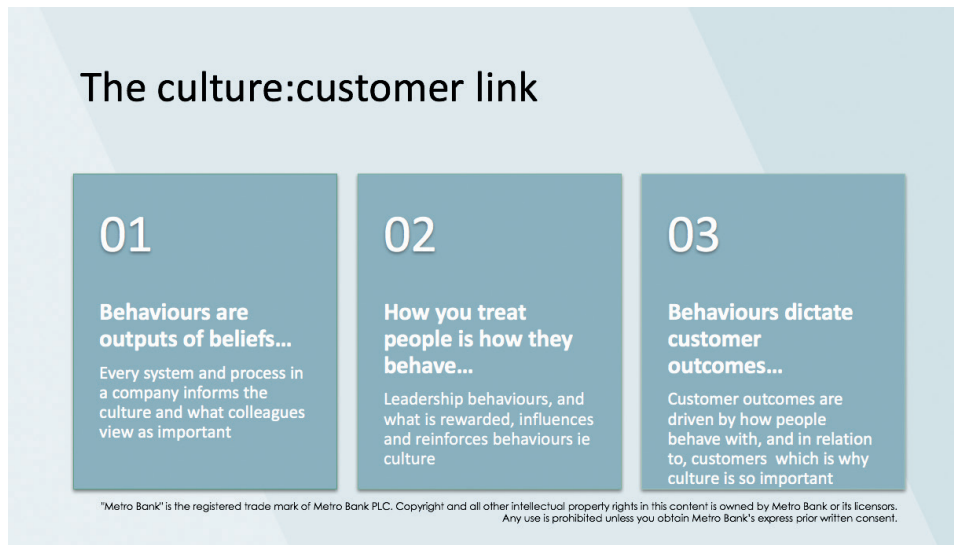 The culture:customer link
01
Behaviours are
outputs of beliefs...
Every system and process in
a company informs the
culture and what colleagues
view as important
02
How you treat
people is how they
behave...
Leadership behaviours, and
what is rewarded, influences
and reinforces behaviours ie
culture
03
Behaviours dictate
customer
outcomes...
Customer outcomes are
driven by how people
behave with, and in relation
to, customers  which is why
culture is so important
"Metro Bank" is the registered trade mark of Metro Bank PLC. Copyright and all other intellectual property rights in this content is owned by Metro Bank or its licensors.
Any use is prohibited unless you obtain Metro Bank's express prior written consent.